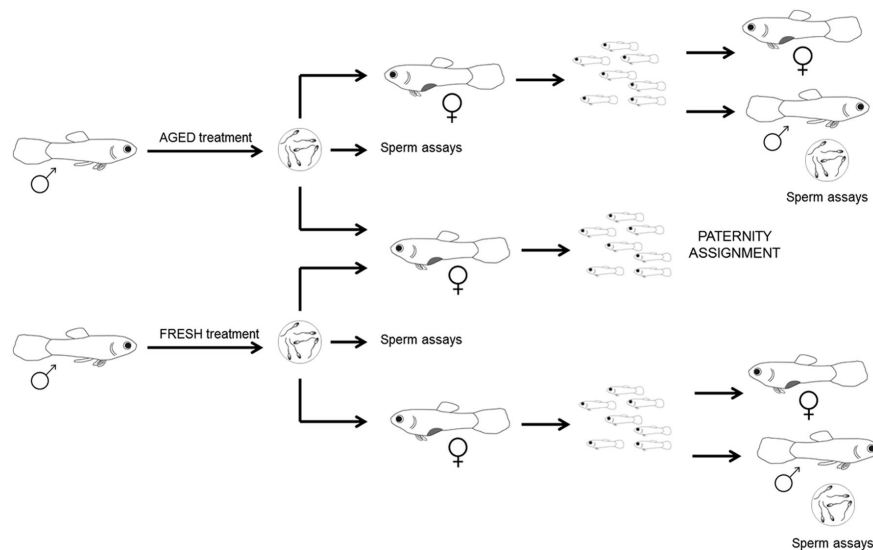 AGED treatment
Sperm assays
Sperm assays
PATERNITY
ASSIGNMENT
FRESH treatment
Sperm assays
Sperm assays